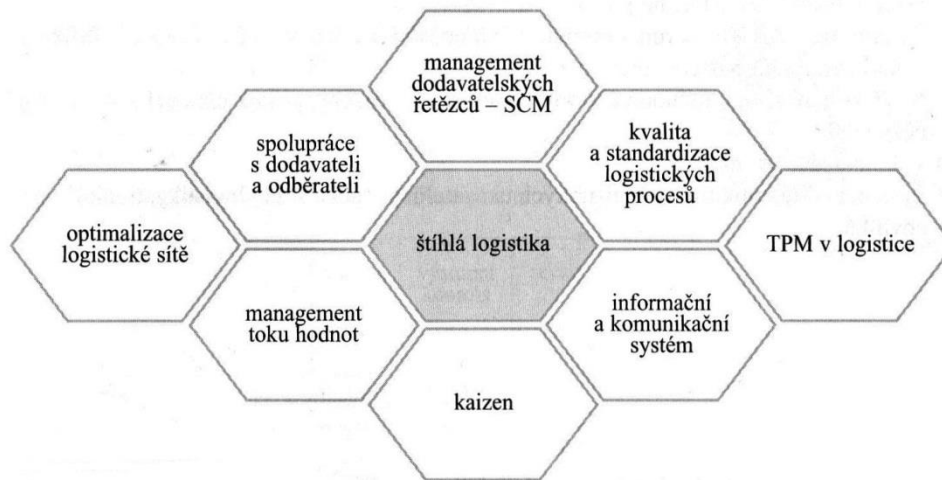 management
dodavatelských
řetězců – SCM
spolupráce
s dodavateli
a odběrateli
kvalita
a standardizace
logistických
procesů
optimalizace
logistické sítě
štíhlá logistika
TPM v logistice
management
toku hodnot
informační
a komunikační
systém
kaizen